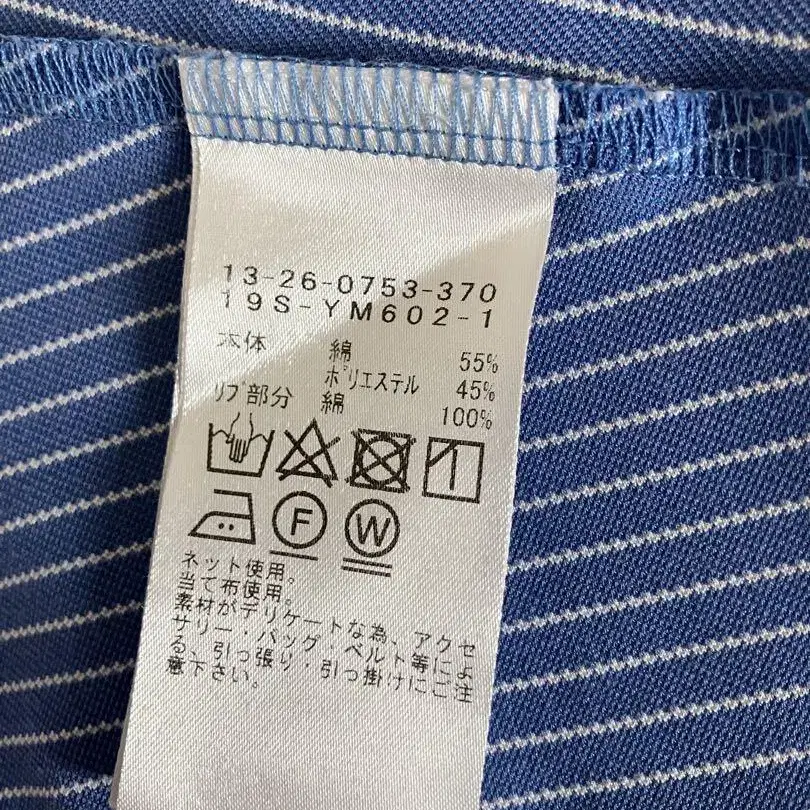 13-26-0753-370
19S-YM602-1
本体 綿 55%
ポリエステル 45%
リブ部分 綿 100%
F W
ネット使用。
当て布使用。
素材がデリケートな為、アクセ
サリー・バッグ・ベルト等によ
る、引っ張り・引っ掛けにご注
意下さい。